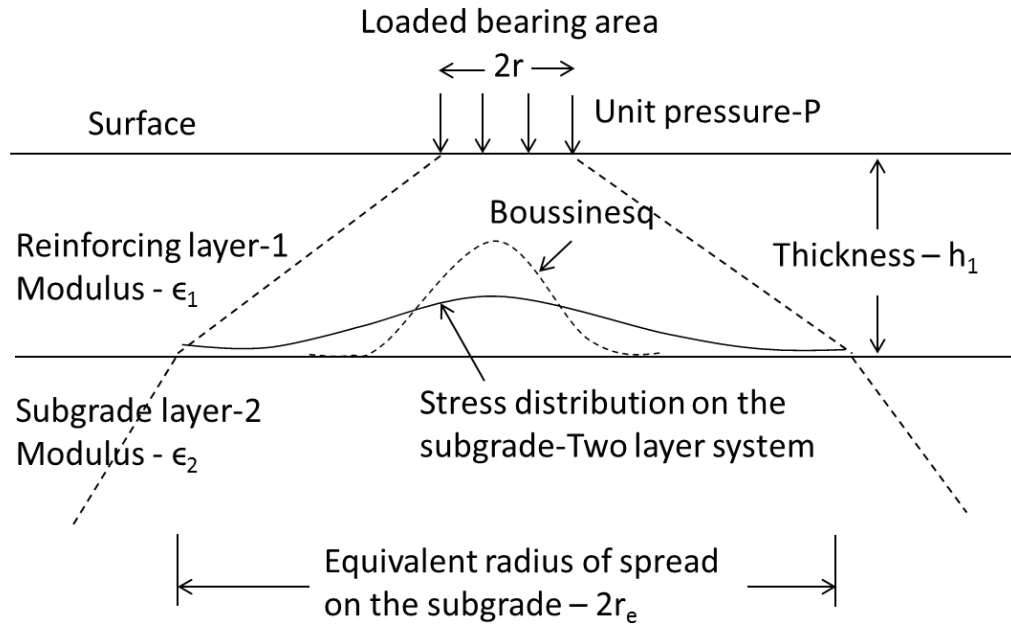 Loaded bearing area
2r
Unit pressure-P
Surface
Boussinesq
Reinforcing layer-1
Modulus - ϵ₁
Thickness – h₁
Subgrade layer-2
Modulus - ϵ₂
Stress distribution on the
subgrade-Two layer system
Equivalent radius of spread
on the subgrade – 2rₑ